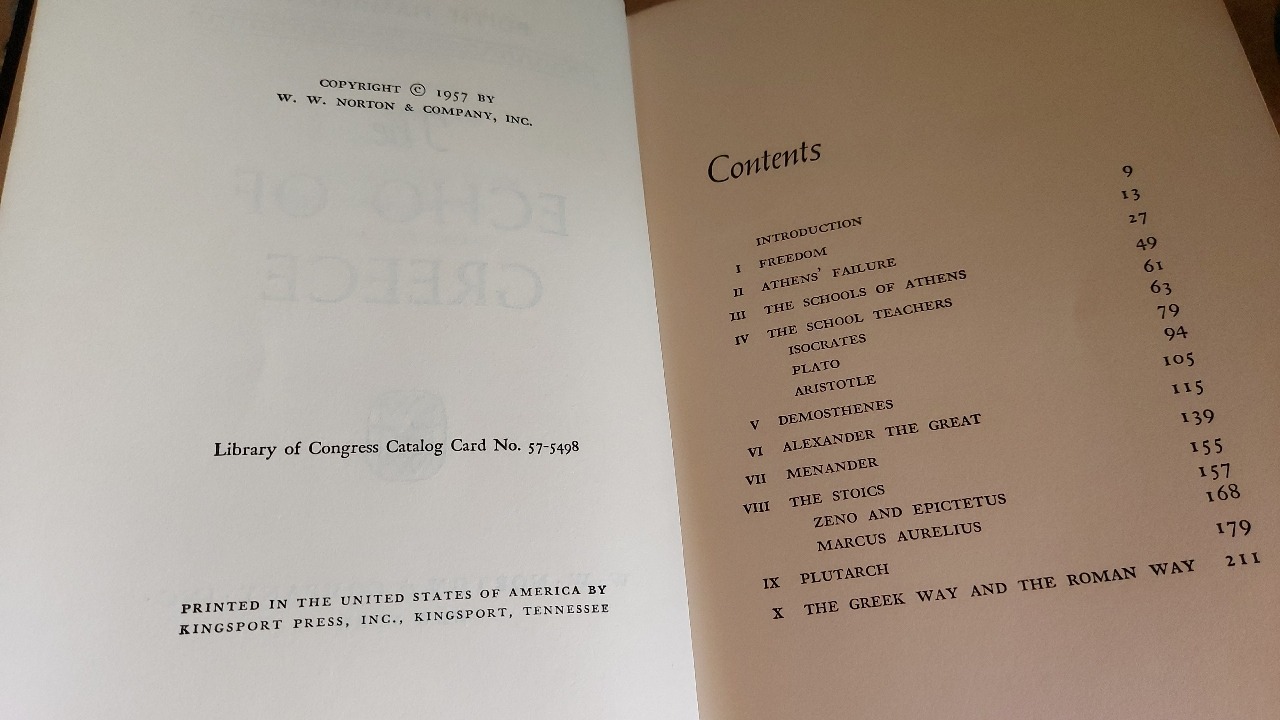 COPYRIGHT © 1957 BY
W. W. NORTON & COMPANY, INC.
The
ECHO OF
GREECE
Library of Congress Catalog Card No. 57-5498
PRINTED IN THE UNITED STATES OF AMERICA BY
KINGSPORT PRESS, INC., KINGSPORT, TENNESSEE
Contents
INTRODUCTION 9
I FREEDOM 13
II ATHENS' FAILURE 27
III THE SCHOOLS OF ATHENS 49
IV THE SCHOOL TEACHERS 61
ISOCRATES 63
PLATO 79
ARISTOTLE 94
V DEMOSTHENES 105
VI ALEXANDER THE GREAT 115
VII MENANDER 139
VIII THE STOICS 155
ZENO AND EPICTETUS 157
MARCUS AURELIUS 168
IX PLUTARCH 179
X THE GREEK WAY AND THE ROMAN WAY 211